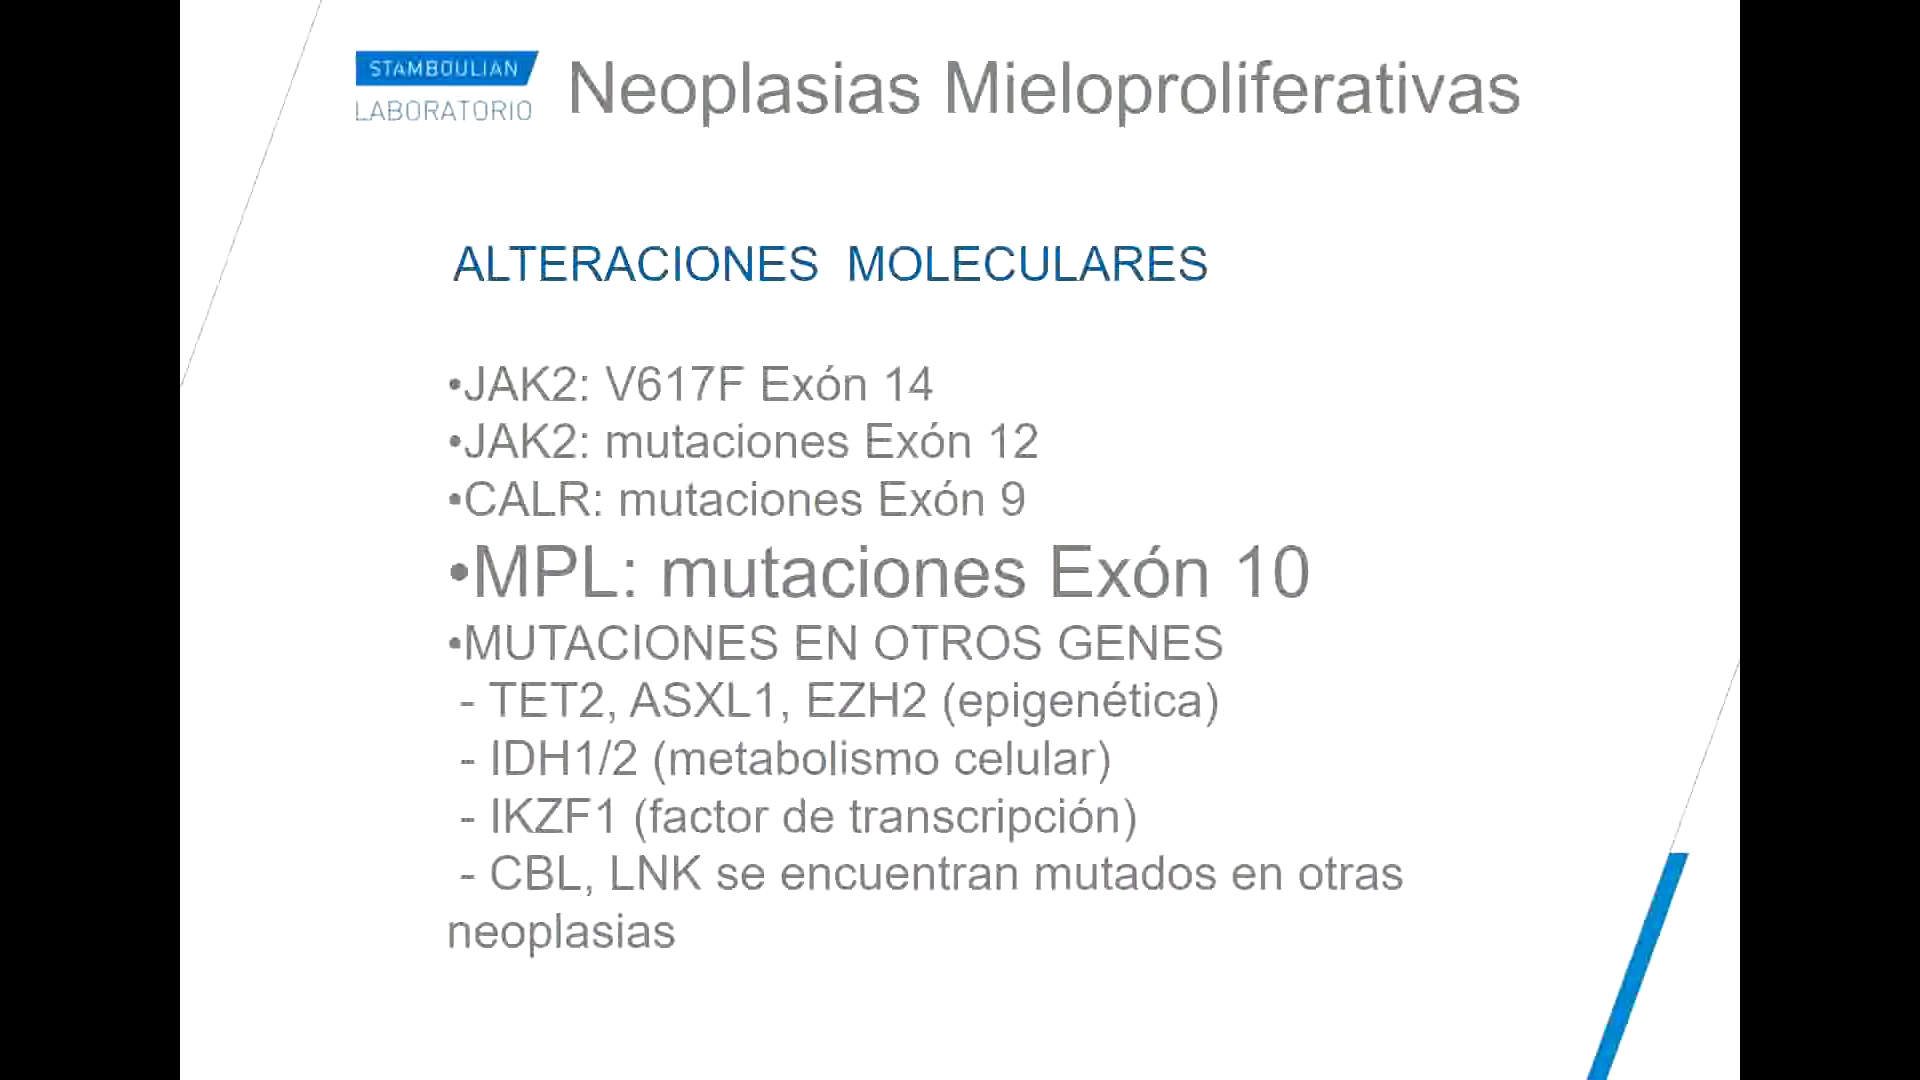 STAMBOULIAN
LABORATORIO
Neoplasias Mieloproliferativas
ALTERACIONES MOLECULARES
•JAK2: V617F Exón 14
•JAK2: mutaciones Exón 12
•CALR: mutaciones Exón 9
•MPL: mutaciones Exón 10
•MUTACIONES EN OTROS GENES
- TET2, ASXL1, EZH2 (epigenética)
- IDH1/2 (metabolismo celular)
- IKZF1 (factor de transcripción)
- CBL, LNK se encuentran mutados en otras
neoplasias